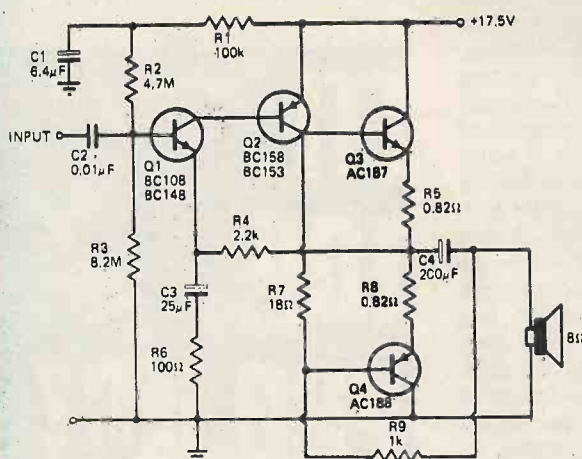 R1
100k
+17.5V
C1
6.4µF
R2
4.7M
INPUT
C2
0.01µF
Q1
BC108
BC148
Q2
BC158
BC153
Q3
AC187
R4
2.2k
R5
0.82Ω
C4
200µF
R3
8.2M
C3
25µF
R7
18Ω
R8
0.82Ω
8Ω
R6
100Ω
Q4
AC188
R9
1k